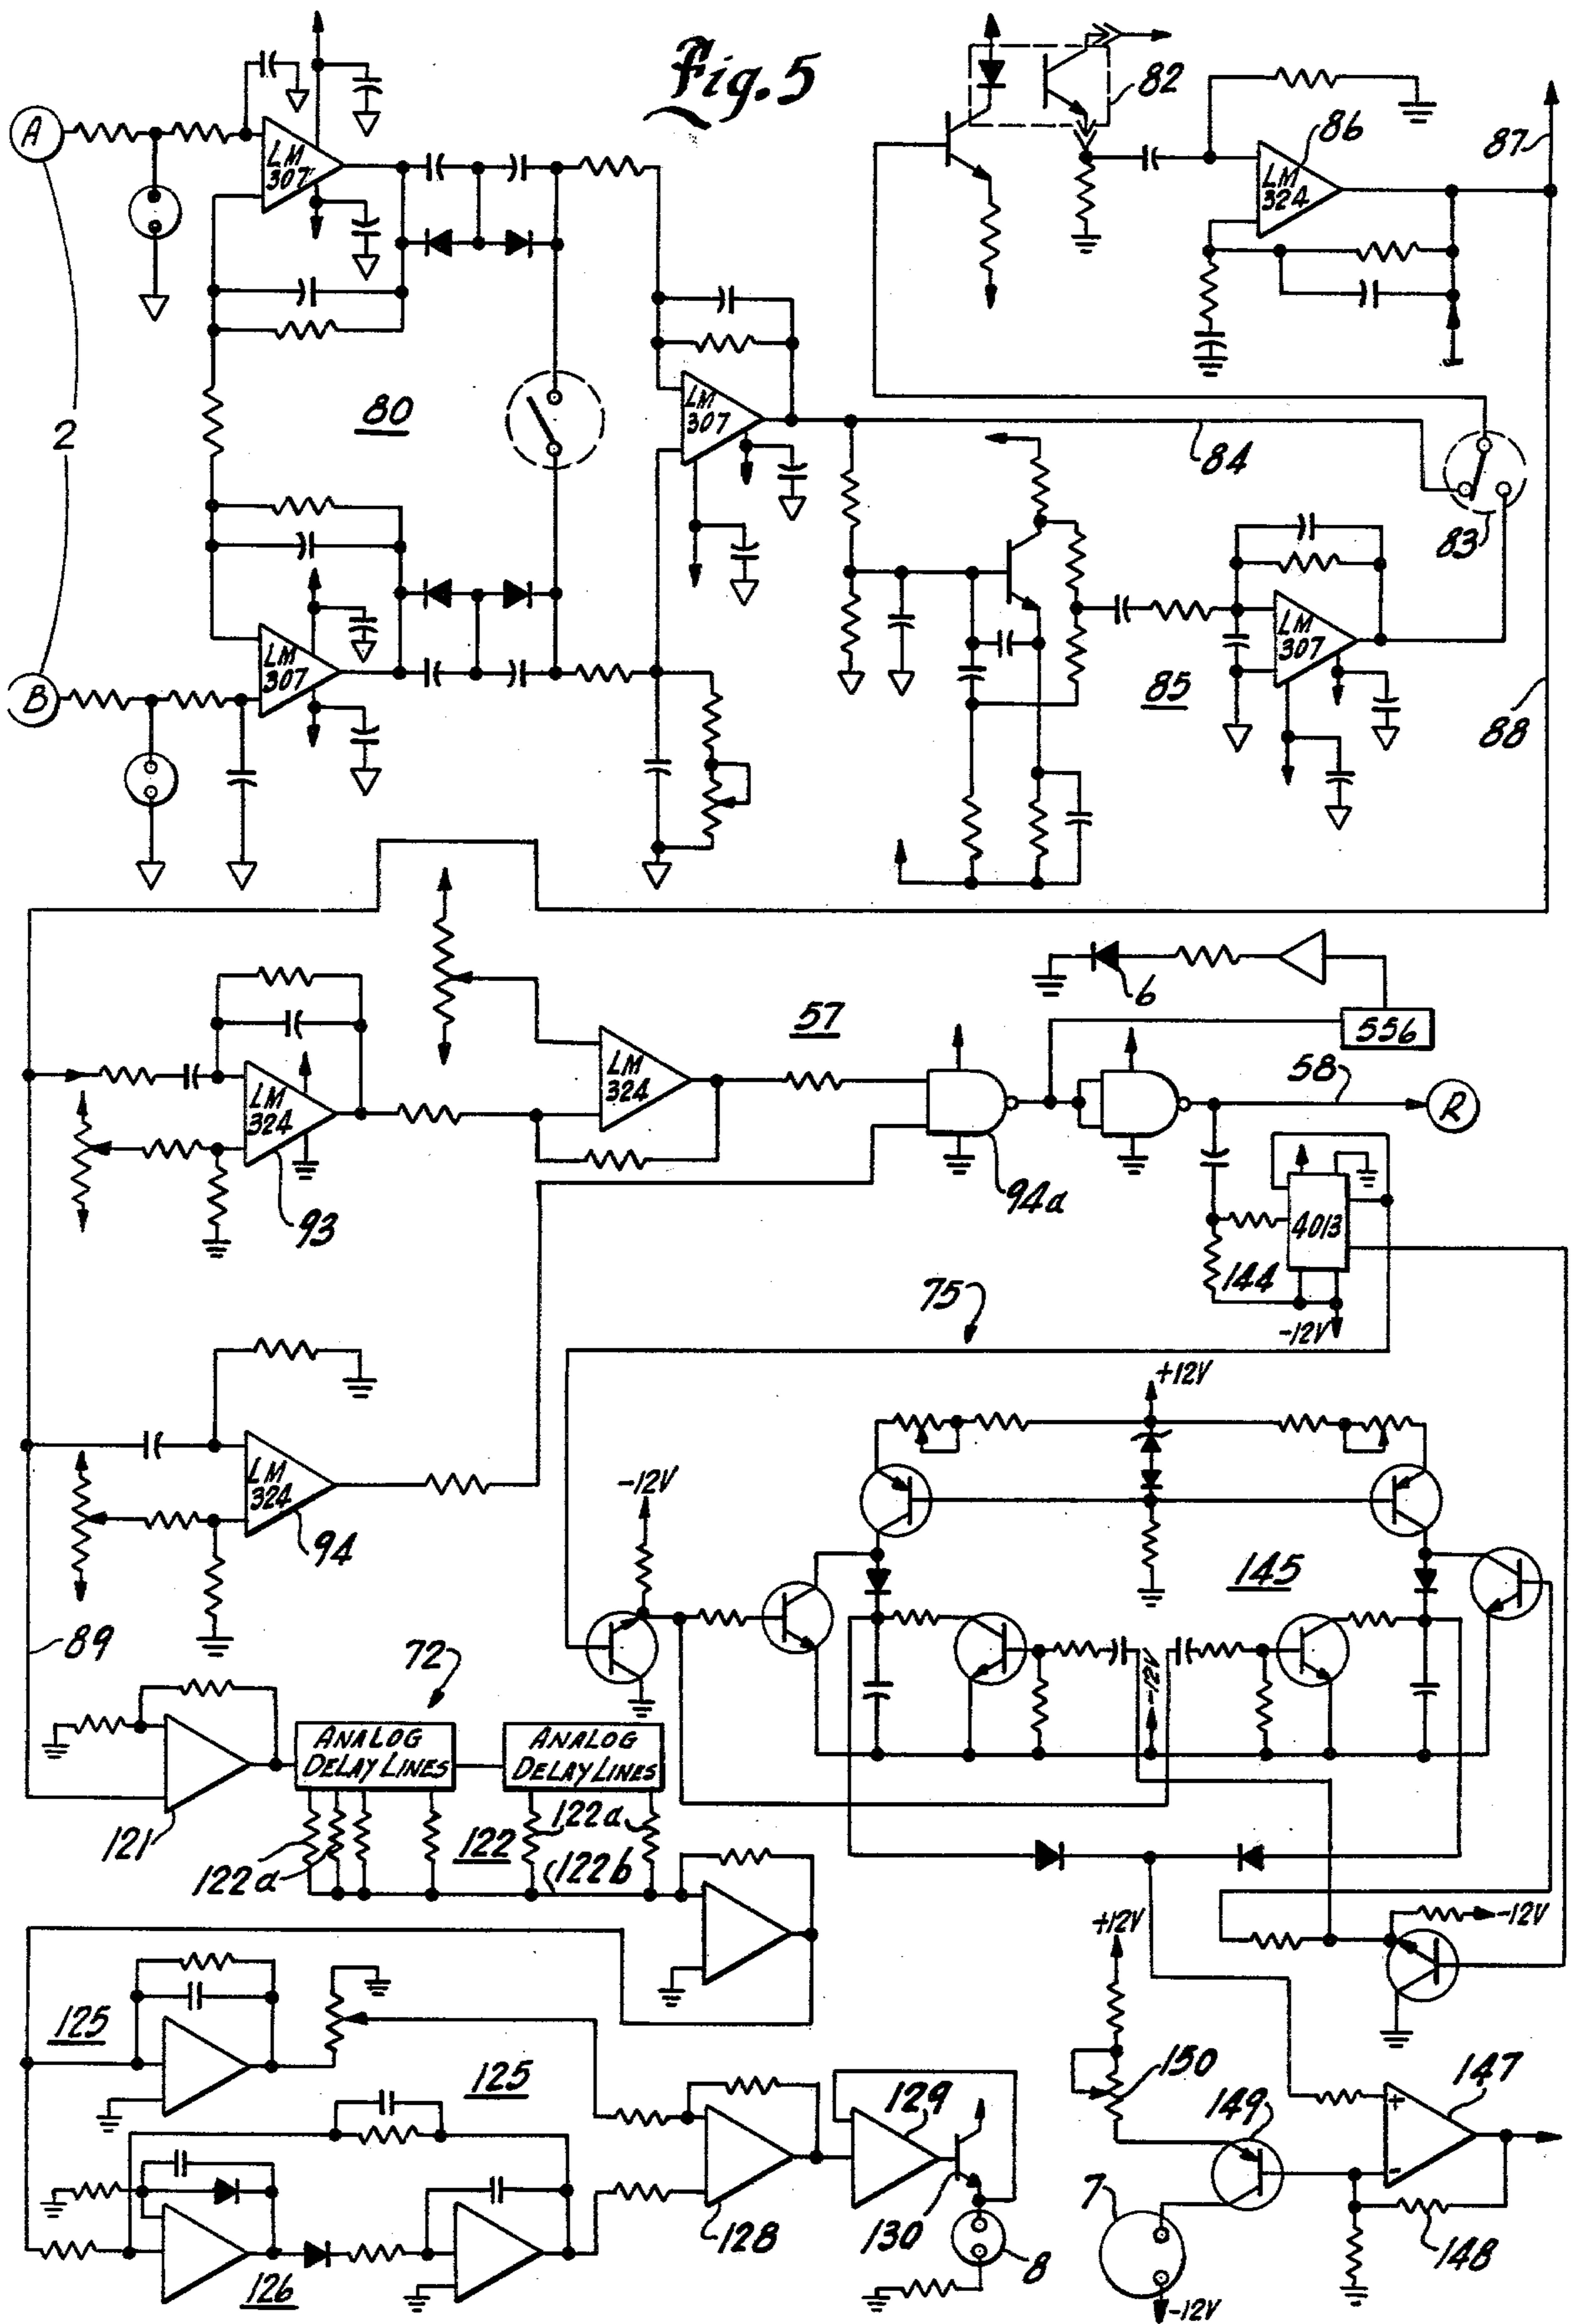 Fig. 5
A
LM
307
82
LM
324
86
87
2
80
LM
307
84
83
B
LM
307
LM
307
85
88
6
556
57
LM
324
93
LM
324
94a
58
R
4013
144
-12V
75
+12V
LM
324
94
-12V
145
-12V
89
72
ANALOG
DELAY LINES
ANALOG
DELAY LINES
121
122a
122
122a
122b
+12V
-12V
125
125
150
147
149
+
-
129
130
128
126
8
7
148
-12V